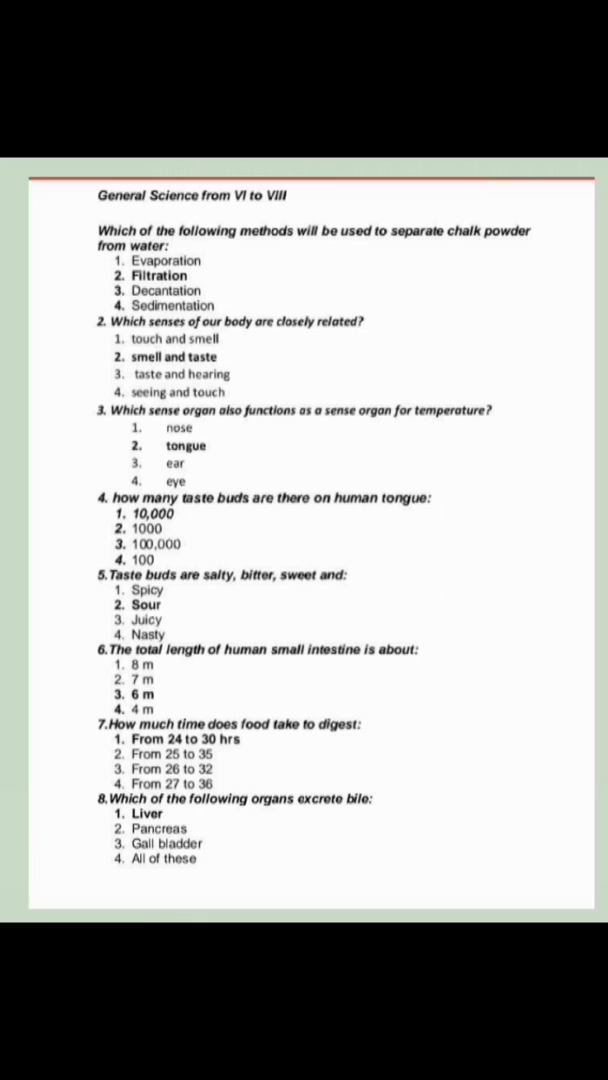 General Science from VI to VIII
Which of the following methods will be used to separate chalk powder
from water:
1. Evaporation
2. Filtration
3. Decantation
4. Sedimentation
2. Which senses of our body are closely related?
1. touch and smell
2. smell and taste
3. taste and hearing
4. seeing and touch
3. Which sense organ also functions as a sense organ for temperature?
1. nose
2. tongue
3. ear
4. eye
4. how many taste buds are there on human tongue:
1. 10,000
2. 1000
3. 100,000
4. 100
5. Taste buds are salty, bitter, sweet and:
1. Spicy
2. Sour
3. Juicy
4. Nasty
6. The total length of human small intestine is about:
1. 8 m
2. 7 m
3. 6 m
4. 4 m
7. How much time does food take to digest:
1. From 24 to 30 hrs
2. From 25 to 35
3. From 26 to 32
4. From 27 to 36
8. Which of the following organs excrete bile:
1. Liver
2. Pancreas
3. Gall bladder
4. All of these